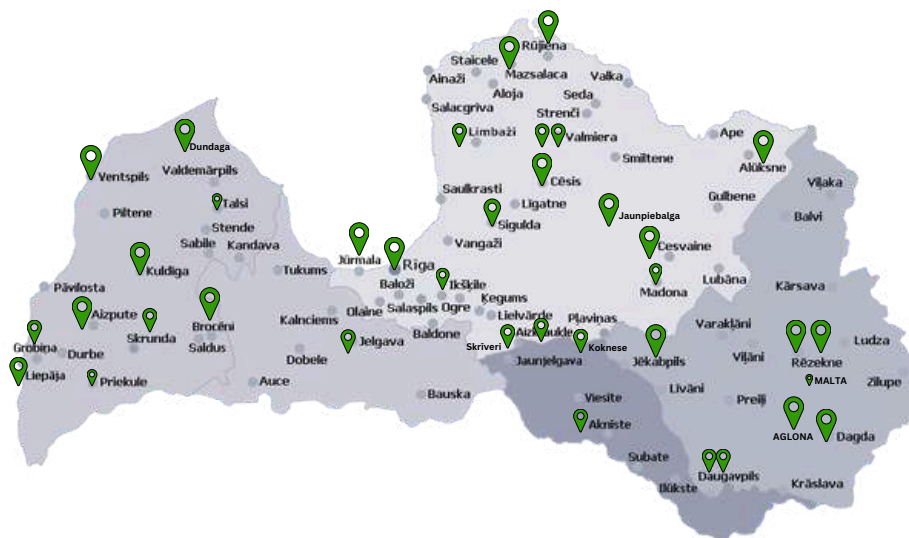 Rūjiena
Staicele
Mazsalaca
Ainaži
Valka
Aloja
Seda
Salacgrīva
Strenči
Dundaga
Limbaži
Valmiera
Ape
Smiltene
Alūksne
Ventspils
Valdemārpils
Cēsis
Viļaka
Saulkrasti
Līgatne
Gulbene
Talsi
Piltene
Sigulda
Jaunpiebalga
Balvi
Stende
Sabile
Kandava
Vangaži
Cesvaine
Kuldīga
Jūrmala
Rīga
Tukums
Lubāna
Pāvilosta
Baloži
Ikšķile
Madona
Kārsava
Salaspils
Ogre
Ķegums
Aizpute
Skrunda
Brocēni
Kalnciems
Olaine
Lielvārde
Pļaviņas
Baldone
Aizkraukle
Varakļāni
Grobiņa
Durbe
Saldus
Jelgava
Skrīveri
Koknese
Viļāni
Ludza
Dobele
Jaunjelgava
Jēkabpils
Rēzekne
Liepāja
Priekule
Auce
MALTA
Zilupe
Līvāni
Bauska
Viesīte
Preiļi
Akniste
AGLONA
Dagda
Subate
Daugavpils
Ilūkste
Krāslava